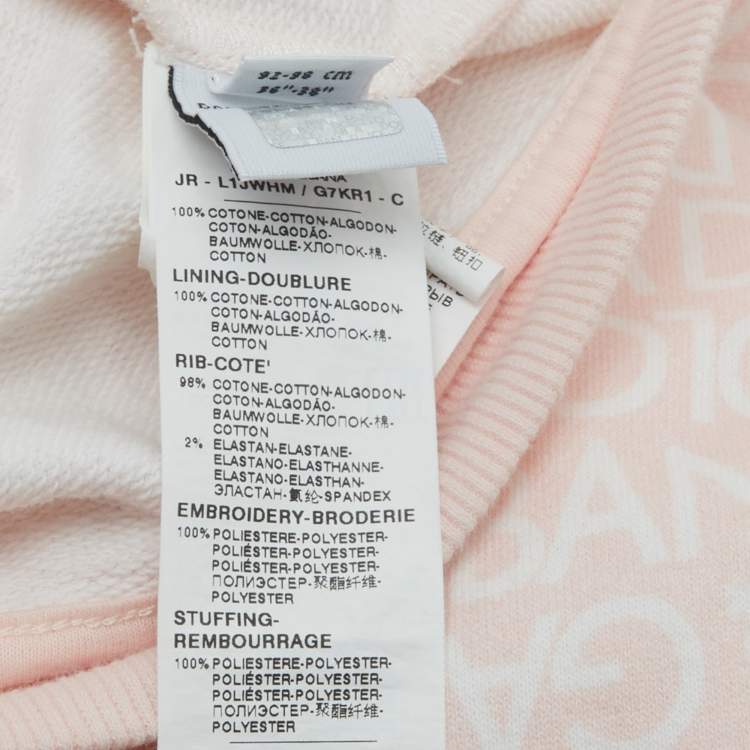 92-98 CM
36"-38"
JR - L1JWHM / G7KR1 - C
100% COTONE-COTTON-ALGODON-
COTON-ALGODÃO-
BAUMWOLLE-ХЛОПОК-棉-
COTTON
LINING-DOUBLURE
100% COTONE-COTTON-ALGODON-
COTON-ALGODÃO-
BAUMWOLLE-ХЛОПОК-棉-
COTTON
RIB-COTE'
98% COTONE-COTTON-ALGODON-
COTON-ALGODÃO-
BAUMWOLLE-ХЛОПОК-棉-
COTTON
2% ELASTAN-ELASTANE-
ELASTANO-ELASTHANNE-
ELASTANO-ELASTHAN-
ЭЛАСТАН-氨纶-SPANDEX
EMBROIDERY-BRODERIE
100% POLIESTERE-POLYESTER-
POLIÉSTER-POLYESTER-
POLIÉSTER-POLYESTER-
ПОЛИЭСТЕР-聚酯纤维-
POLYESTER
STUFFING-
REMBOURRAGE
100% POLIESTERE-POLYESTER-
POLIÉSTER-POLYESTER-
POLIÉSTER-POLYESTER-
ПОЛИЭСТЕР-聚酯纤维-
POLYESTER